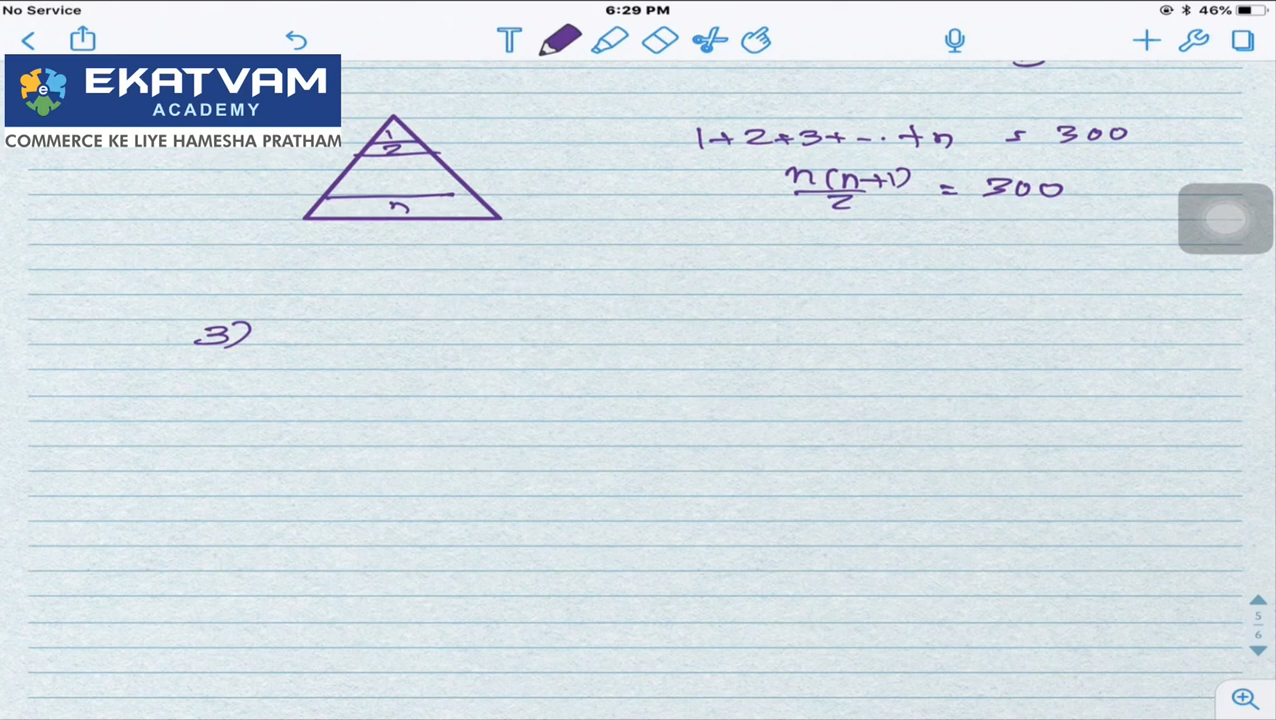 No Service 6:29 PM 46%
T
EKATVAM
ACADEMY
COMMERCE KE LIYE HAMESHA PRATHAM
1
2
n
1+2+3+-..+n = 300
n(n+1)/2 = 300
3)
5
6